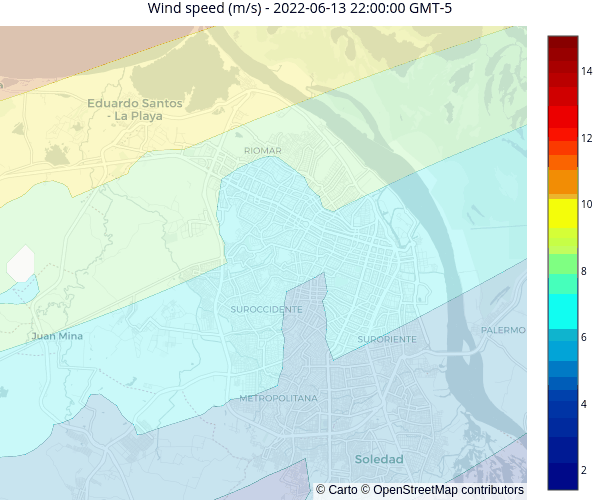 Wind speed (m/s) - 2022-06-13 22:00:00 GMT-5
Eduardo Santos
- La Playa
RIOMAR
SUROCCIDENTE
Juan Mina
SURORIENTE
PALERMO
METROPOLITANA
Soledad
14
12
10
8
6
4
2
© Carto © OpenStreetMap contributors